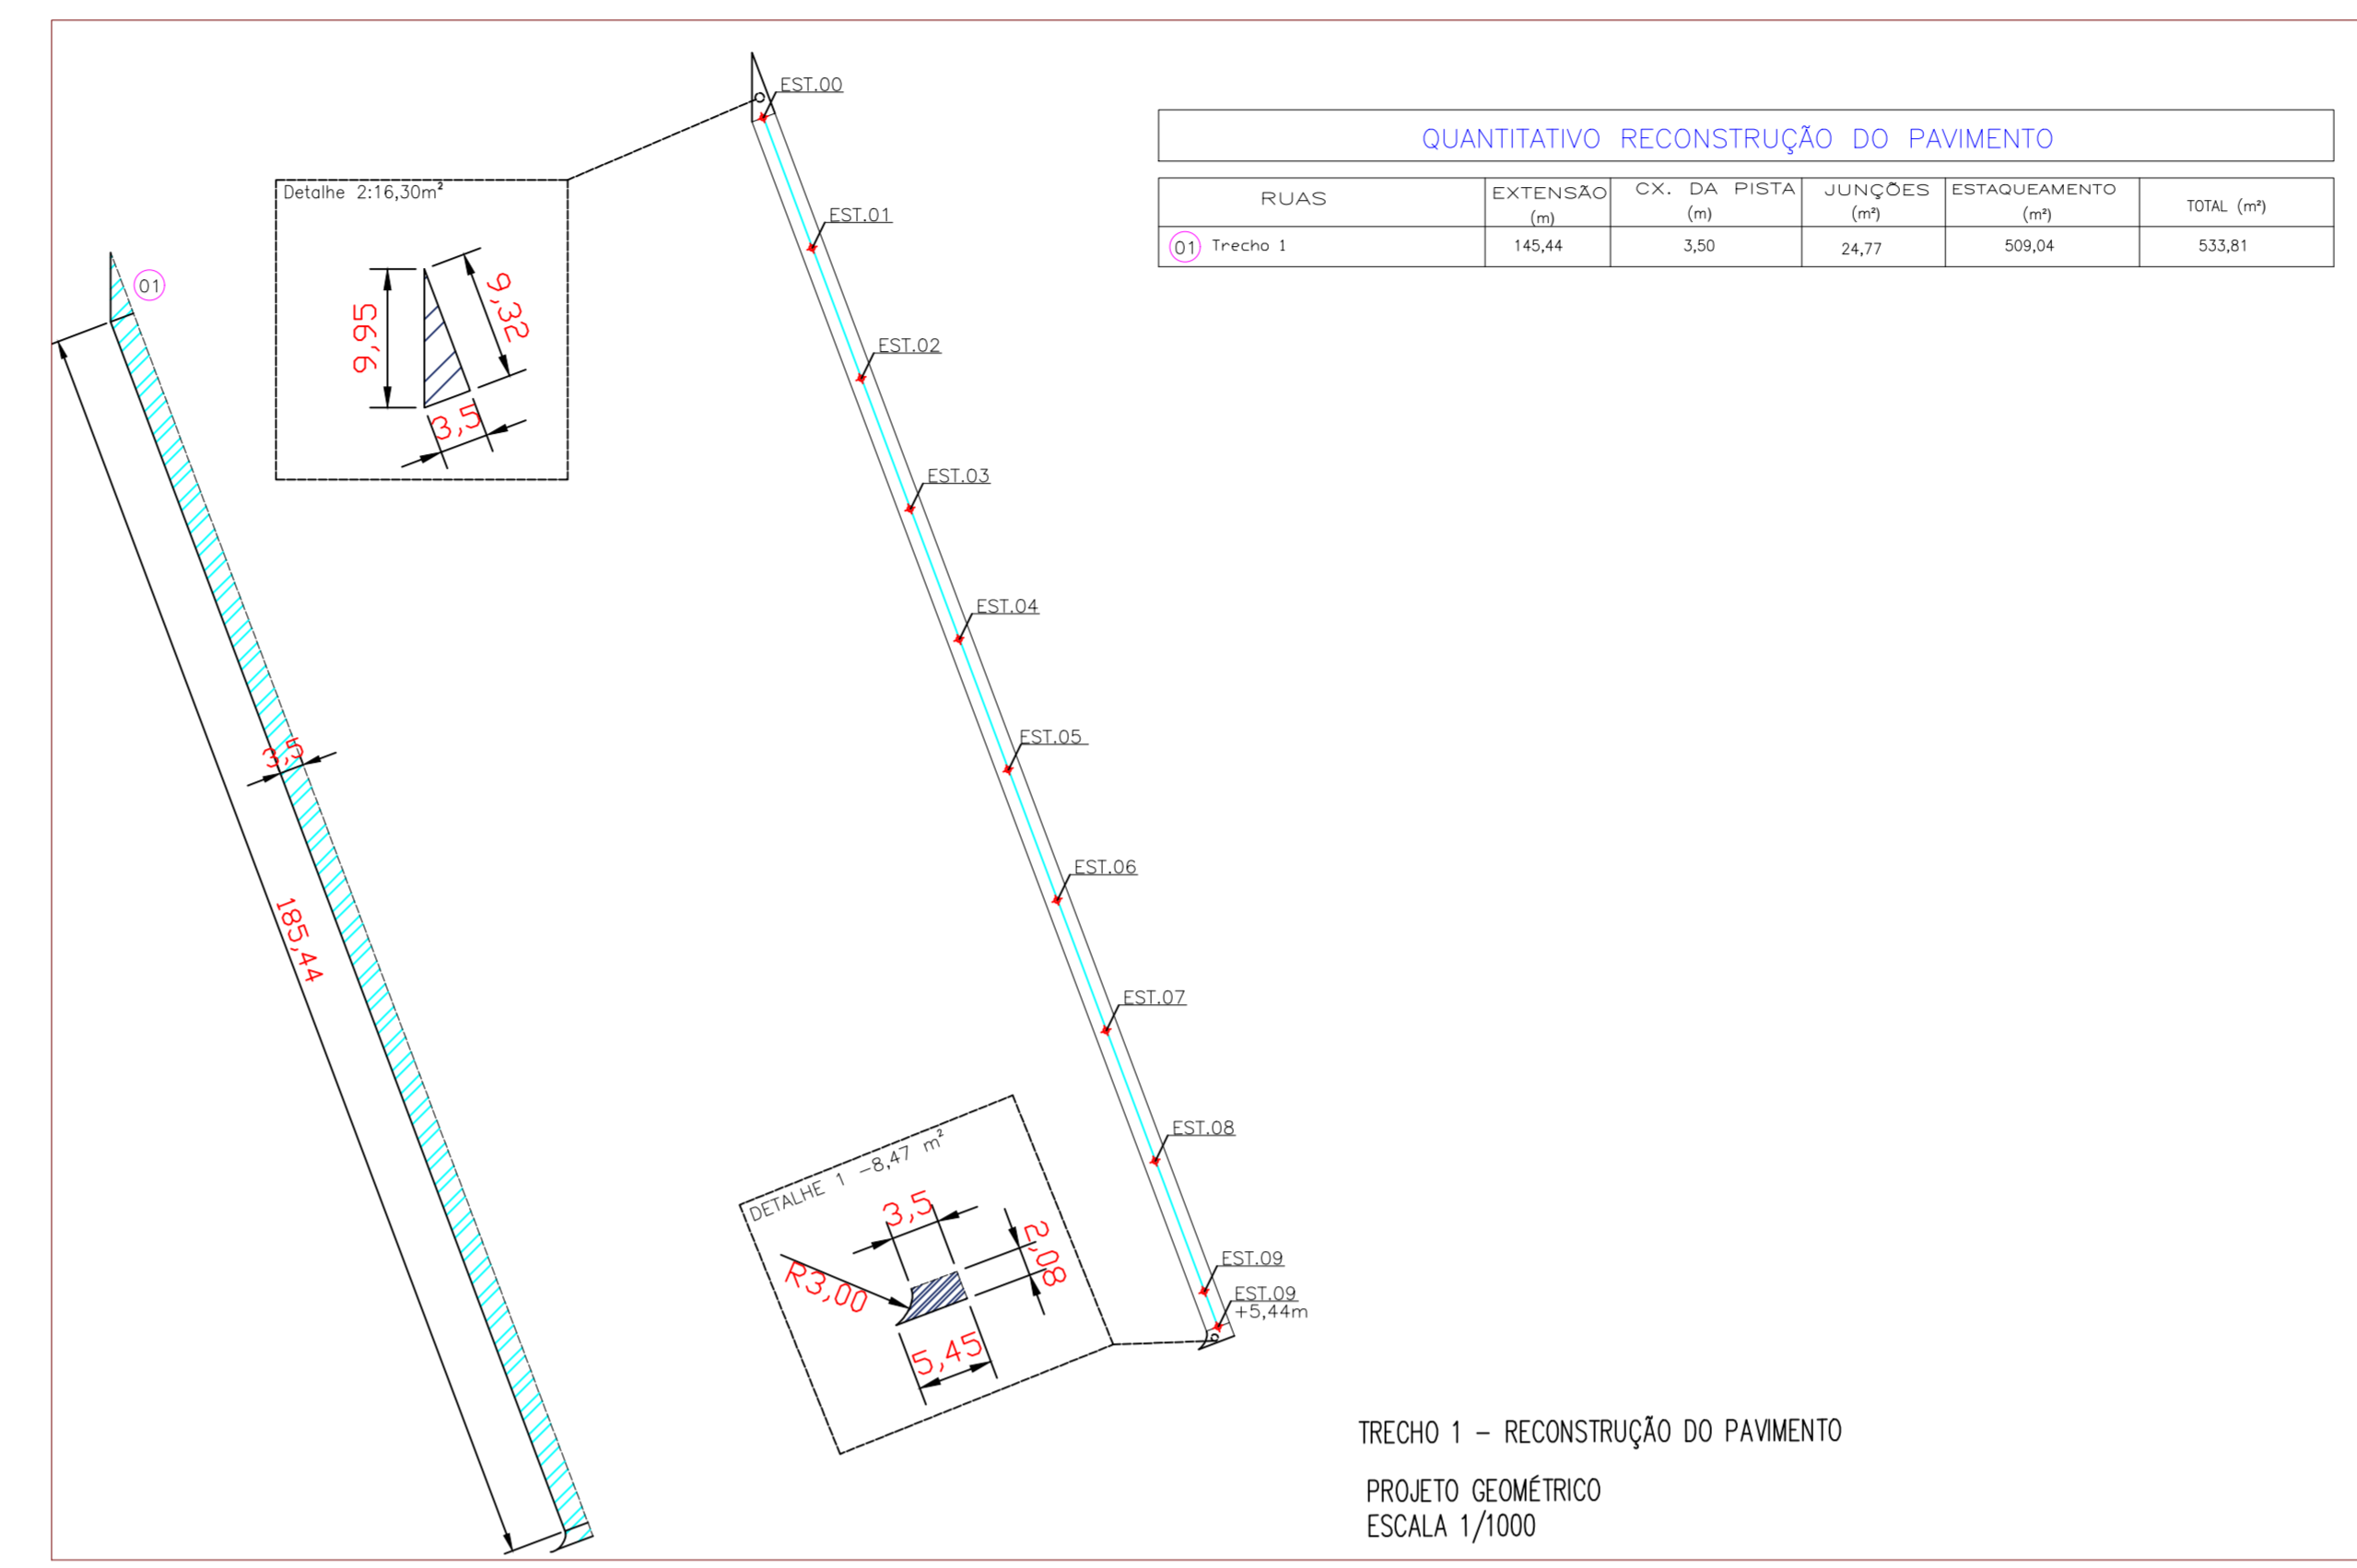 EST.00
QUANTITATIVO RECONSTRUÇÃO DO PAVIMENTO
RUAS EXTENSÃO (m) CX. DA PISTA (m) JUNÇÕES (m²) ESTAQUEAMENTO (m²) TOTAL (m²)
01 Trecho 1 145,44 3,50 24,77 509,04 533,81
Detalhe 2:16,30m²
9,95
9,32
3,5
01
3,5
185,44
EST.01
EST.02
EST.03
EST.04
EST.05
EST.06
EST.07
EST.08
EST.09
EST.09
+5,44m
DETALHE 1 -8,47 m²
3,5
2,08
R3,00
5,45
TRECHO 1 - RECONSTRUÇÃO DO PAVIMENTO
PROJETO GEOMÉTRICO
ESCALA 1/1000